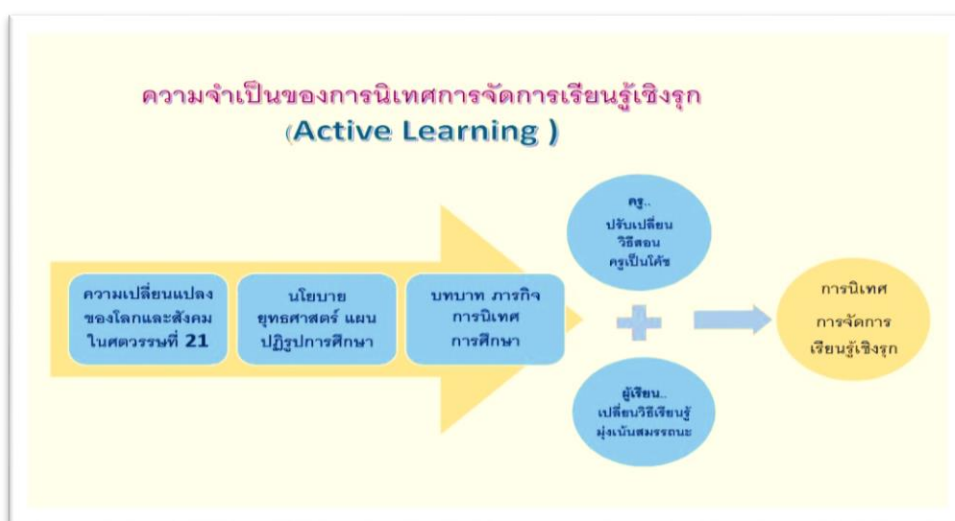 ความจำเป็นของการนิเทศการจัดการเรียนรู้เชิงรุก
(Active Learning )
ความเปลี่ยนแปลง
ของโลกและสังคม
ในศตวรรษที่ 21
นโยบาย
ยุทธศาสตร์ แผน
ปฏิรูปการศึกษา
บทบาท ภารกิจ
การนิเทศ
การศึกษา
ครู..
ปรับเปลี่ยน
วิธีสอน
ครูเป็นโค้ช
ผู้เรียน..
เปลี่ยนวิธีเรียนรู้
มุ่งเน้นสมรรถนะ
การนิเทศ
การจัดการ
เรียนรู้เชิงรุก